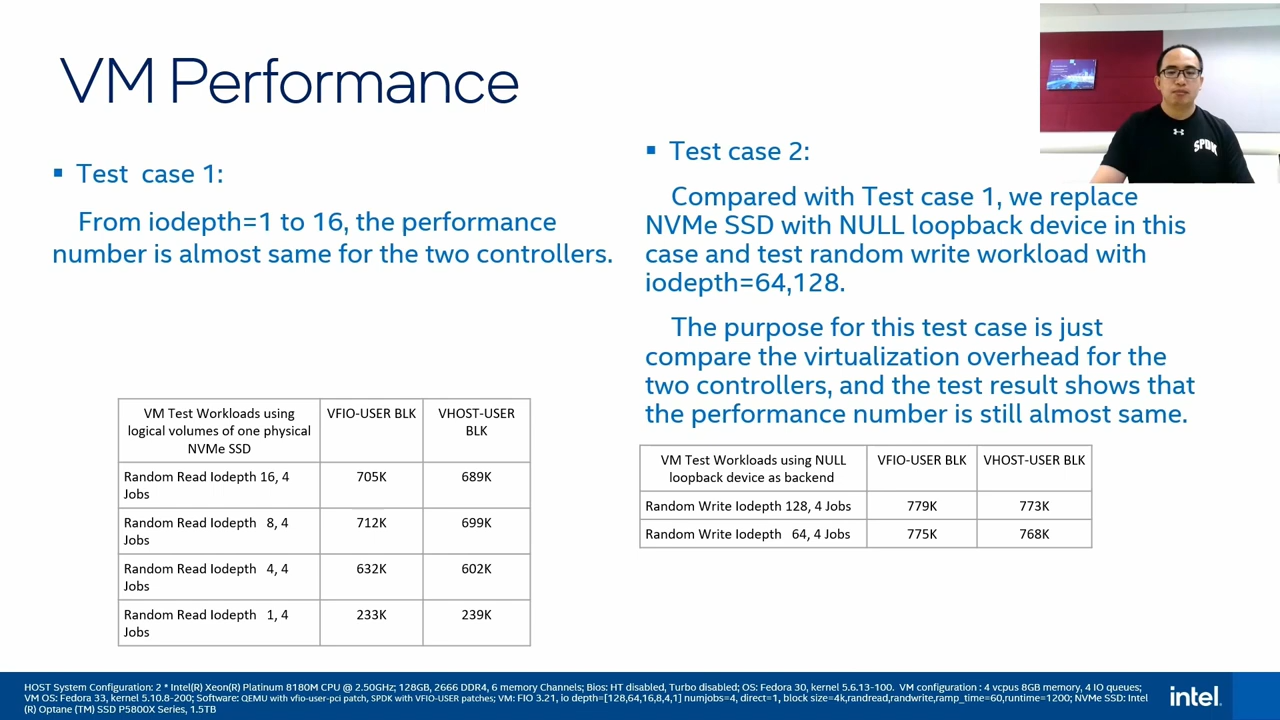 VM Performance
▪ Test case 1:
From iodepth=1 to 16, the performance
number is almost same for the two controllers.
VM Test Workloads using
logical volumes of one physical
NVMe SSD
VFIO-USER BLK
VHOST-USER
BLK
Random Read Iodepth 16, 4
Jobs
705K
689K
Random Read Iodepth 8, 4
Jobs
712K
699K
Random Read Iodepth 4, 4
Jobs
632K
602K
Random Read Iodepth 1, 4
Jobs
233K
239K
▪ Test case 2:
Compared with Test case 1, we replace
NVMe SSD with NULL loopback device in this
case and test random write workload with
iodepth=64,128.
The purpose for this test case is just
compare the virtualization overhead for the
two controllers, and the test result shows that
the performance number is still almost same.
VM Test Workloads using NULL
loopback device as backend
VFIO-USER BLK
VHOST-USER BLK
Random Write Iodepth 128, 4 Jobs
779K
773K
Random Write Iodepth 64, 4 Jobs
775K
768K
SPDK
HOST System Configuration: 2 * Intel(R) Xeon(R) Platinum 8180M CPU @ 2.50GHz; 128GB, 2666 DDR4, 6 memory Channels; Bios: HT disabled, Turbo disabled; OS: Fedora 30, kernel 5.6.13-100. VM configuration : 4 vcpus 8GB memory, 4 IO queues;
VM OS: Fedora 33, kernel 5.10.8-200; Software: QEMU with vfio-user-pci patch, SPDK with VFIO-USER patches; VM: FIO 3.21, io depth=[128,64,16,8,4,1] numjobs=4, direct=1, block size=4k,randread,randwrite,ramp_time=60,runtime=1200; NVMe SSD: Intel
(R) Optane (TM) SSD P5800X Series, 1.5TB
intel.